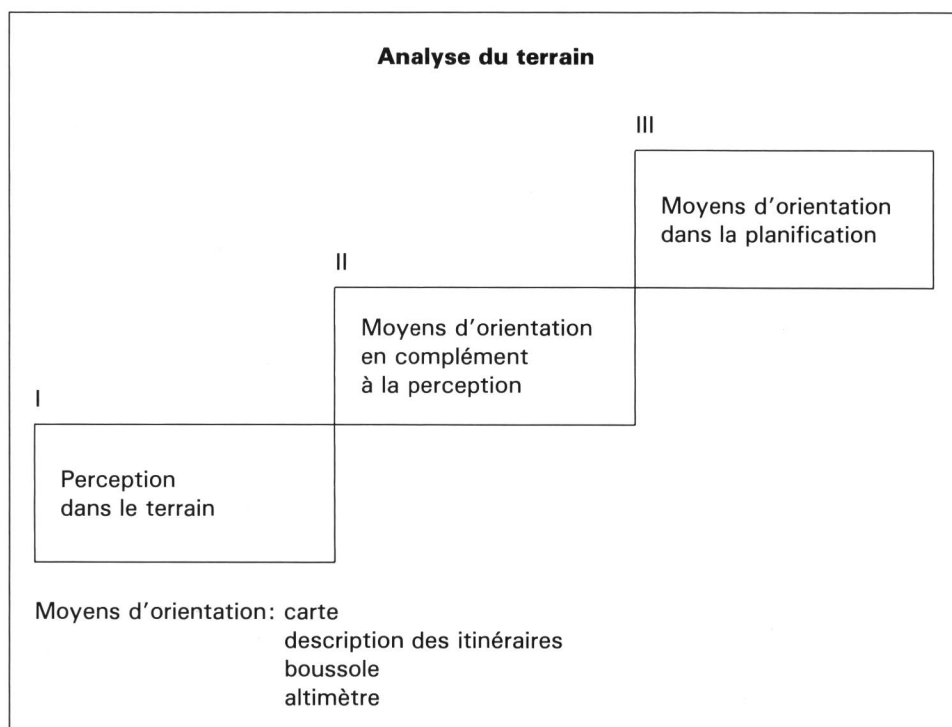 Analyse du terrain
III
Moyens d'orientation
dans la planification
II
Moyens d'orientation
en complément
à la perception
I
Perception
dans le terrain
Moyens d'orientation: carte
description des itinéraires
boussole
altimètre